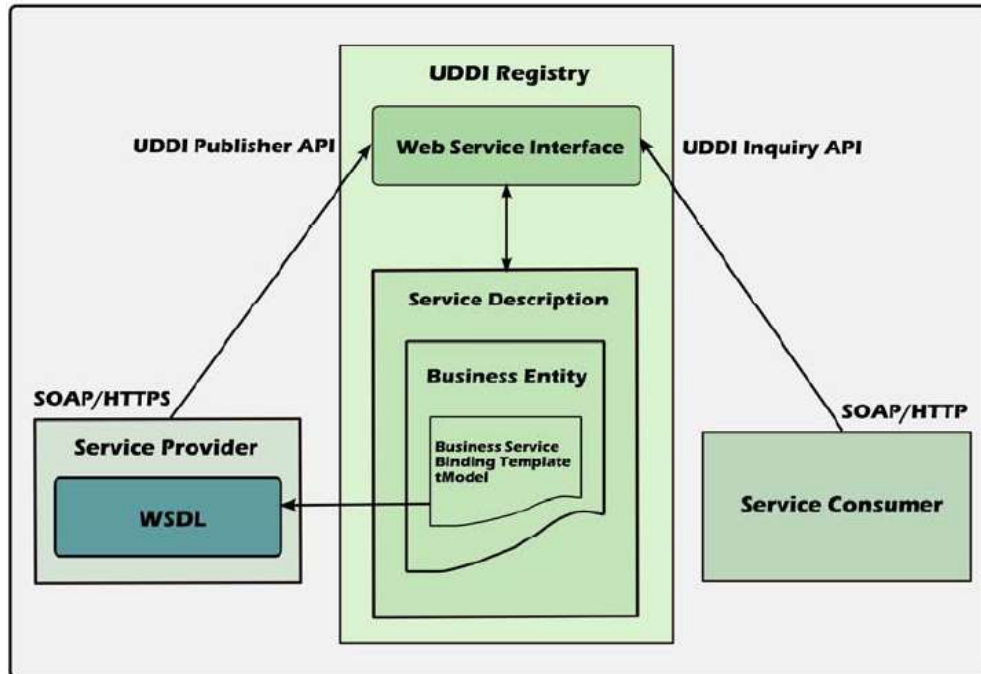 UDDI Registry
UDDI Publisher API
Web Service Interface
UDDI Inquiry API
Service Description
Business Entity
SOAP/HTTPS
SOAP/HTTP
Service Provider
Business Service
Binding Template
tModel
WSDL
Service Consumer